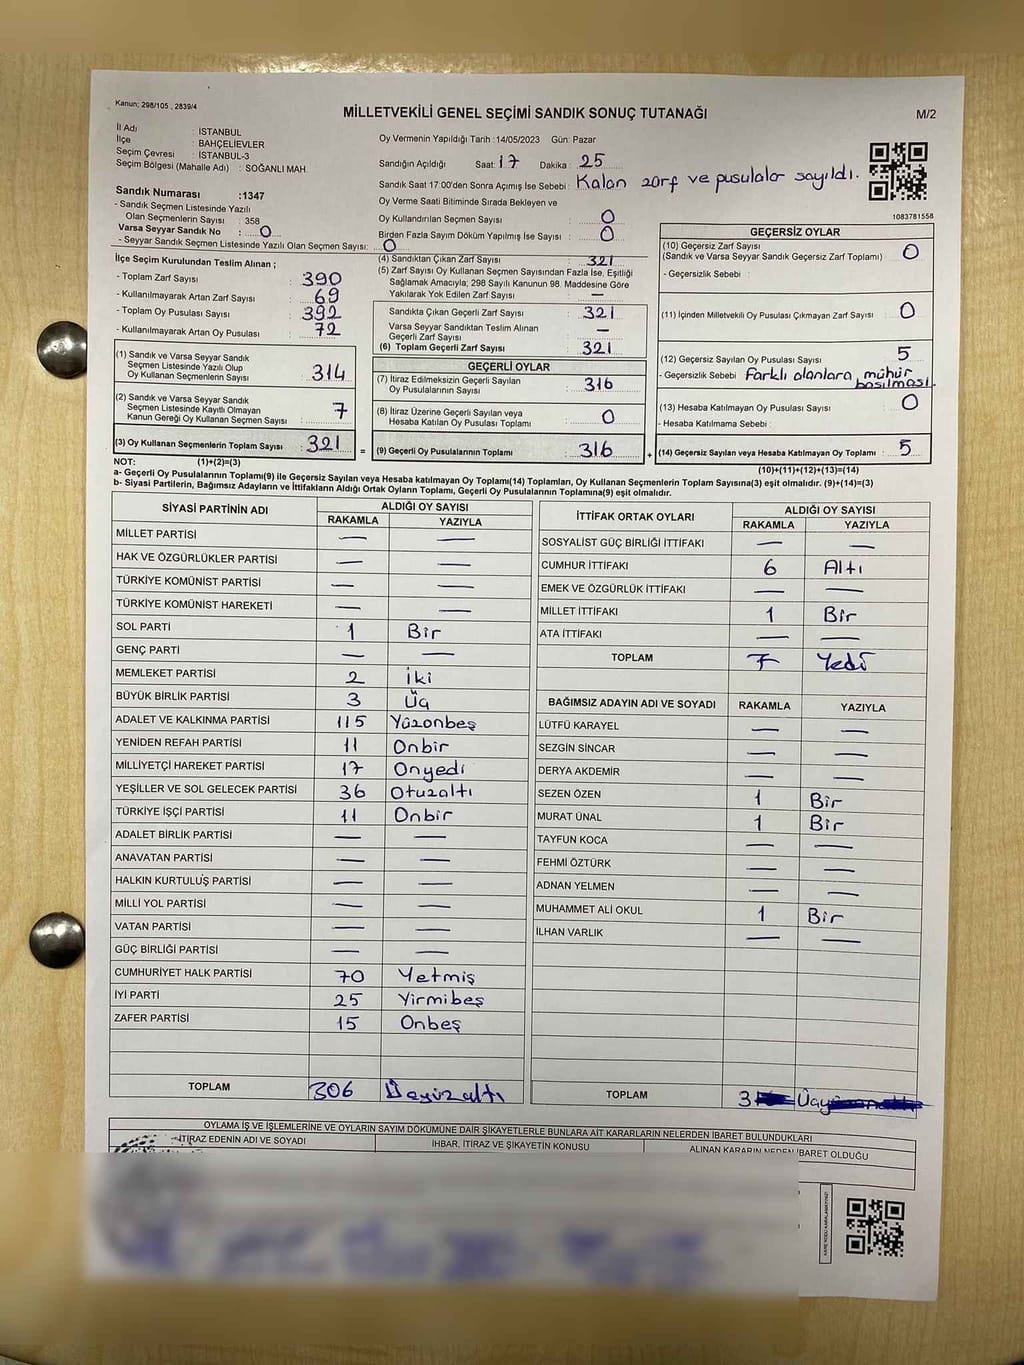 Kanun; 298/105 , 2839/4
MİLLETVEKİLİ GENEL SEÇİMİ SANDIK SONUÇ TUTANAĞI
M/2
İl Adı : İSTANBUL
İlçe : BAHÇELİEVLER
Seçim Çevresi : İSTANBUL-3
Seçim Bölgesi (Mahalle Adı) : SOĞANLI MAH.
Oy Vermenin Yapıldığı Tarih : 14/05/2023 Gün: Pazar
Sandığın Açıldığı Saat : 17 Dakika : 25
Sandık Saat 17:00'den Sonra Açımış İse Sebebi : Kalan zarf ve pusulalar sayıldı.
1083781558
Sandık Numarası :1347
- Sandık Seçmen Listesinde Yazılı
Olan Seçmenlerin Sayısı : 358
Varsa Seyyar Sandık No : 0
- Seyyar Sandık Seçmen Listesinde Yazılı Olan Seçmen Sayısı: 0
Oy Verme Saati Bitiminde Sırada Bekleyen ve
Oy Kullandırılan Seçmen Sayısı : 0
Birden Fazla Sayım Döküm Yapılmış İse Sayısı : 0
İlçe Seçim Kurulundan Teslim Alınan ;
- Toplam Zarf Sayısı : 390
- Kullanılmayarak Artan Zarf Sayısı : 69
- Toplam Oy Pusulası Sayısı : 392
- Kullanılmayarak Artan Oy Pusulası : 72
(1) Sandık ve Varsa Seyyar Sandık
Seçmen Listesinde Yazılı Olup
Oy Kullanan Seçmenlerin Sayısı : 314
(2) Sandık ve Varsa Seyyar Sandık
Seçmen Listesinde Kayıtlı Olmayan
Kanun Gereği Oy Kullanan Seçmen Sayısı : 7
(3) Oy Kullanan Seçmenlerin Toplam Sayısı : 321
(4) Sandıktan Çıkan Zarf Sayısı : 321
(5) Zarf Sayısı Oy Kullanan Seçmen Sayısından Fazla İse, Eşitliği
Sağlamak Amacıyla; 298 Sayılı Kanunun 98. Maddesine Göre
Yakılarak Yok Edilen Zarf Sayısı : —
Sandıkta Çıkan Geçerli Zarf Sayısı : 321
Varsa Seyyar Sandıktan Teslim Alınan
Geçerli Zarf Sayısı : —
(6) Toplam Geçerli Zarf Sayısı : 321
GEÇERLİ OYLAR
(7) İtiraz Edilmeksizin Geçerli Sayılan
Oy Pusulalarının Sayısı : 316
(8) İtiraz Üzerine Geçerli Sayılan veya
Hesaba Katılan Oy Pusulası Toplamı : 0
= (9) Geçerli Oy Pusulalarının Toplamı : 316
GEÇERSİZ OYLAR
(10) Geçersiz Zarf Sayısı
(Sandık ve Varsa Seyyar Sandık Geçersiz Zarf Toplamı) : 0
- Geçersizlik Sebebi :
(11) İçinden Milletvekili Oy Pusulası Çıkmayan Zarf Sayısı : 0
(12) Geçersiz Sayılan Oy Pusulası Sayısı : 5
- Geçersizlik Sebebi : Farklı alanlara mühür
basılması.
(13) Hesaba Katılmayan Oy Pusulası Sayısı : 0
- Hesaba Katılmama Sebebi :
+ (14) Geçersiz Sayılan veya Hesaba Katılmayan Oy Toplamı : 5
NOT: (1)+(2)=(3)
(10)+(11)+(12)+(13)=(14)
a- Geçerli Oy Pusulalarının Toplamı(9) ile Geçersiz Sayılan veya Hesaba katılmayan Oy Toplamı(14) Toplamları, Oy Kullanan Seçmenlerin Toplam Sayısına(3) eşit olmalıdır. (9)+(14)=(3)
b- Siyasi Partilerin, Bağımsız Adayların ve İttifakların Aldığı Ortak Oyların Toplamı, Geçerli Oy Pusulalarının Toplamına(9) eşit olmalıdır.
SİYASİ PARTİNİN ADI ALDIĞI OY SAYISI
RAKAMLA YAZIYLA
MİLLET PARTİSİ — —
HAK VE ÖZGÜRLÜKLER PARTİSİ — —
TÜRKİYE KOMÜNİST PARTİSİ — —
TÜRKİYE KOMÜNİST HAREKETİ — —
SOL PARTİ 1 Bir
GENÇ PARTİ — —
MEMLEKET PARTİSİ 2 İki
BÜYÜK BİRLİK PARTİSİ 3 Üç
ADALET VE KALKINMA PARTİSİ 115 Yüzonbeş
YENİDEN REFAH PARTİSİ 11 Onbir
MİLLİYETÇİ HAREKET PARTİSİ 17 Onyedi
YEŞİLLER VE SOL GELECEK PARTİSİ 36 Otuzaltı
TÜRKİYE İŞÇİ PARTİSİ 11 Onbir
ADALET BİRLİK PARTİSİ — —
ANAVATAN PARTİSİ — —
HALKIN KURTULUŞ PARTİSİ — —
MİLLİ YOL PARTİSİ — —
VATAN PARTİSİ — —
GÜÇ BİRLİĞİ PARTİSİ — —
CUMHURİYET HALK PARTİSİ 70 Yetmiş
İYİ PARTİ 25 Yirmibeş
ZAFER PARTİSİ 15 Onbeş
TOPLAM 306 Üçyüzaltı
İTTİFAK ORTAK OYLARI ALDIĞI OY SAYISI
RAKAMLA YAZIYLA
SOSYALİST GÜÇ BİRLİĞİ İTTİFAKI — —
CUMHUR İTTİFAKI 6 Altı
EMEK VE ÖZGÜRLÜK İTTİFAKI — —
MİLLET İTTİFAKI 1 Bir
ATA İTTİFAKI — —
TOPLAM 7 Yedi
BAĞIMSIZ ADAYIN ADI VE SOYADI RAKAMLA YAZIYLA
LÜTFÜ KARAYEL — —
SEZGİN SİNCAR — —
DERYA AKDEMİR — —
SEZEN ÖZEN 1 Bir
MURAT ÜNAL 1 Bir
TAYFUN KOCA — —
FEHMİ ÖZTÜRK — —
ADNAN YELMEN — —
MUHAMMET ALİ OKUL 1 Bir
İLHAN VARLIK — —
TOPLAM 3 Üç
OYLAMA İŞ VE İŞLEMLERİNE VE OYLARIN SAYIM DÖKÜMÜNE DAİR ŞİKAYETLERLE BUNLARA AİT KARARLARIN NELERDEN İBARET BULUNDUKLARI
İTİRAZ EDENİN ADI VE SOYADI İHBAR, İTİRAZ VE ŞİKAYETİN KONUSU ALINAN KARARIN NEDEN İBARET OLDUĞU